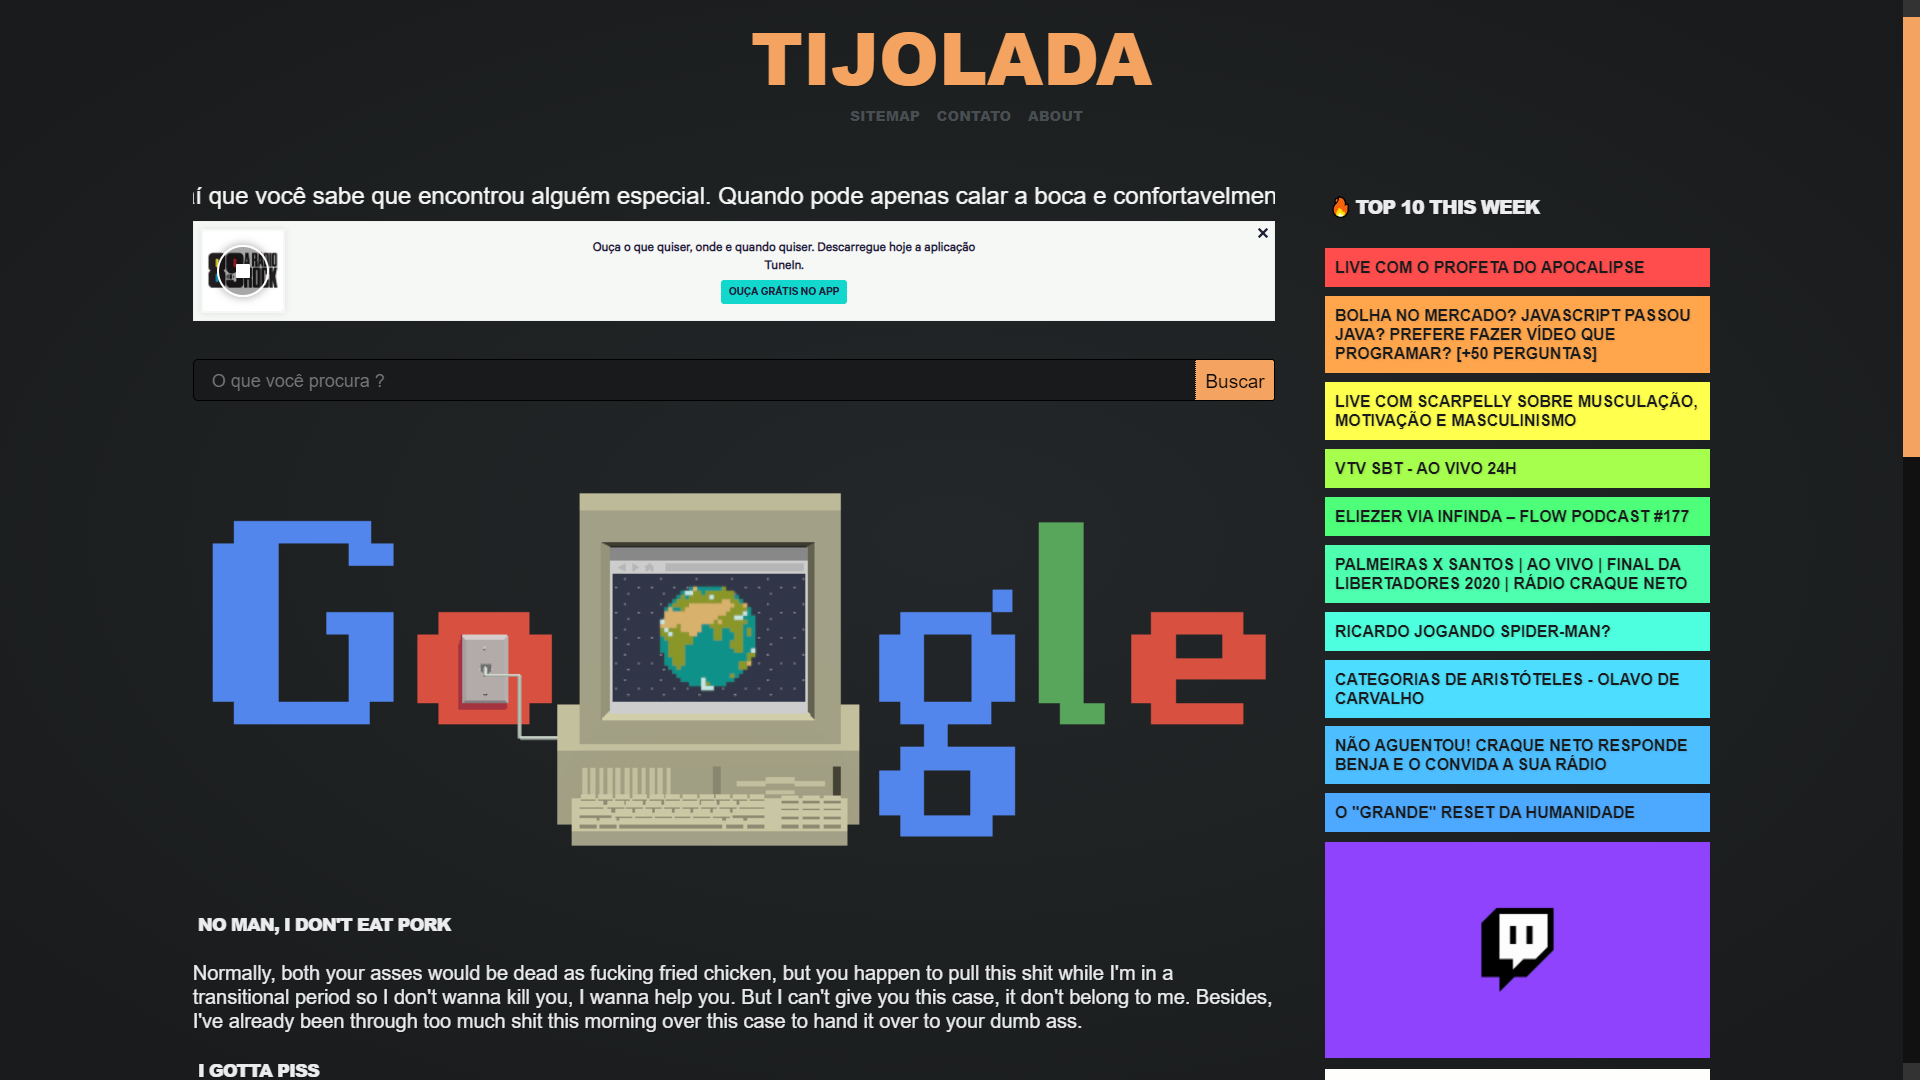 TIJOLADA
SITEMAP CONTATO ABOUT
í que você sabe que encontrou alguém especial. Quando pode apenas calar a boca e confortavelmen
Ouça o que quiser, onde e quando quiser. Descarregue hoje a aplicação
TuneIn.
OUÇA GRÁTIS NO APP
89 A RÁDIO
ROCK
O que você procura ?
Buscar
Google
NO MAN, I DON'T EAT PORK
Normally, both your asses would be dead as fucking fried chicken, but you happen to pull this shit while I'm in a
transitional period so I don't wanna kill you, I wanna help you. But I can't give you this case, it don't belong to me. Besides,
I've already been through too much shit this morning over this case to hand it over to your dumb ass.
I GOTTA PISS
🔥 TOP 10 THIS WEEK
LIVE COM O PROFETA DO APOCALIPSE
BOLHA NO MERCADO? JAVASCRIPT PASSOU
JAVA? PREFERE FAZER VÍDEO QUE
PROGRAMAR? [+50 PERGUNTAS]
LIVE COM SCARPELLY SOBRE MUSCULAÇÃO,
MOTIVAÇÃO E MASCULINISMO
VTV SBT - AO VIVO 24H
ELIEZER VIA INFINDA – FLOW PODCAST #177
PALMEIRAS X SANTOS | AO VIVO | FINAL DA
LIBERTADORES 2020 | RÁDIO CRAQUE NETO
RICARDO JOGANDO SPIDER-MAN?
CATEGORIAS DE ARISTÓTELES - OLAVO DE
CARVALHO
NÃO AGUENTOU! CRAQUE NETO RESPONDE
BENJA E O CONVIDA A SUA RÁDIO
O "GRANDE" RESET DA HUMANIDADE